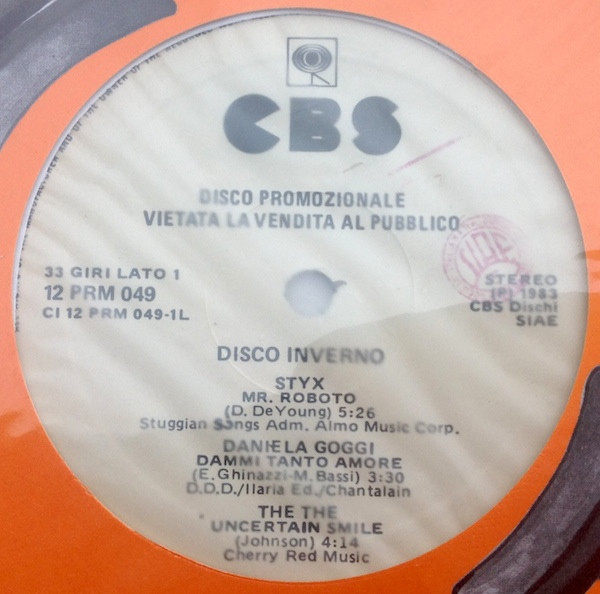 CBS
DISCO PROMOZIONALE
VIETATA LA VENDITA AL PUBBLICO
33 GIRI LATO 1
12 PRM 049
CI 12 PRM 049-1L
STEREO
(P) 1983
CBS Dischi
SIAE
DISCO INVERNO
STYX
MR. ROBOTO
(D. DeYoung) 5:26
Stuggian Songs Adm. Almo Music Corp.
DANIELA GOGGI
DAMMI TANTO AMORE
(E. Ghinazzi-M. Bassi) 3:30
D.D.D./Ilaria Ed./Chantalain
THE THE
UNCERTAIN SMILE
(Johnson) 4:14
Cherry Red Music